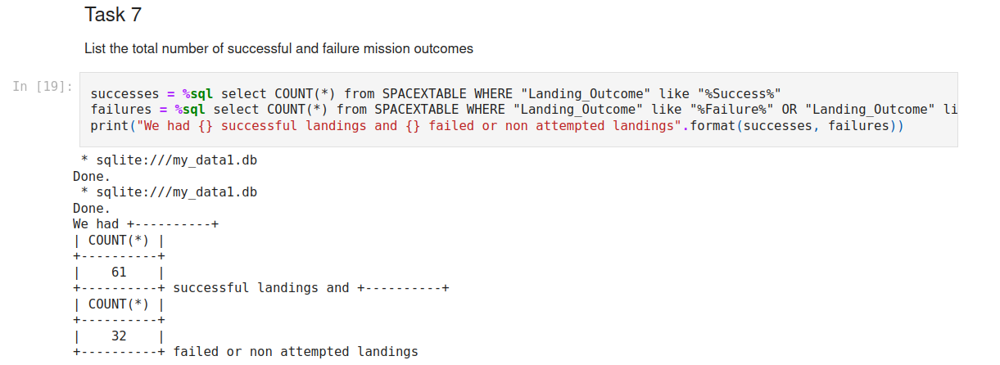 Task 7
List the total number of successful and failure mission outcomes
In [19]:
successes = %sql select COUNT(*) from SPACEXTABLE WHERE "Landing_Outcome" like "%Success%"
failures = %sql select COUNT(*) from SPACEXTABLE WHERE "Landing_Outcome" like "%Failure%" OR "Landing_Outcome" li
print("We had {} successful landings and {} failed or non attempted landings".format(successes, failures))
 * sqlite:///my_data1.db
Done.
 * sqlite:///my_data1.db
Done.
We had +----------+
| COUNT(*) |
+----------+
|    61    |
+----------+ successful landings and +----------+
| COUNT(*) |
+----------+
|    32    |
+----------+ failed or non attempted landings